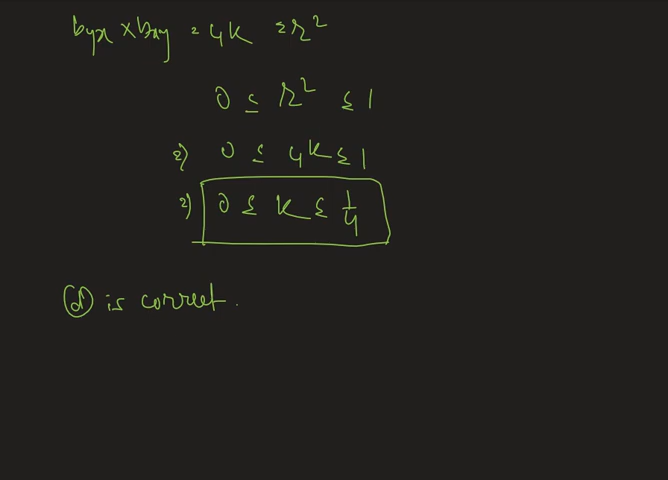 byx × bxy = 4k = r²
0 ≤ r² ≤ 1
⇒ 0 ≤ 4k ≤ 1
⇒ 0 ≤ k ≤ 1/4
(d) is correct.